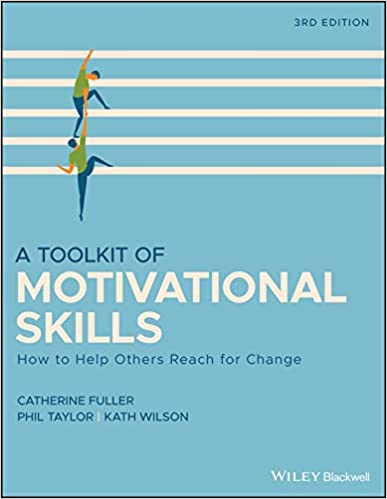 3RD EDITION
A TOOLKIT OF
MOTIVATIONAL
SKILLS
How to Help Others Reach for Change
CATHERINE FULLER
PHIL TAYLOR | KATH WILSON
WILEY Blackwell